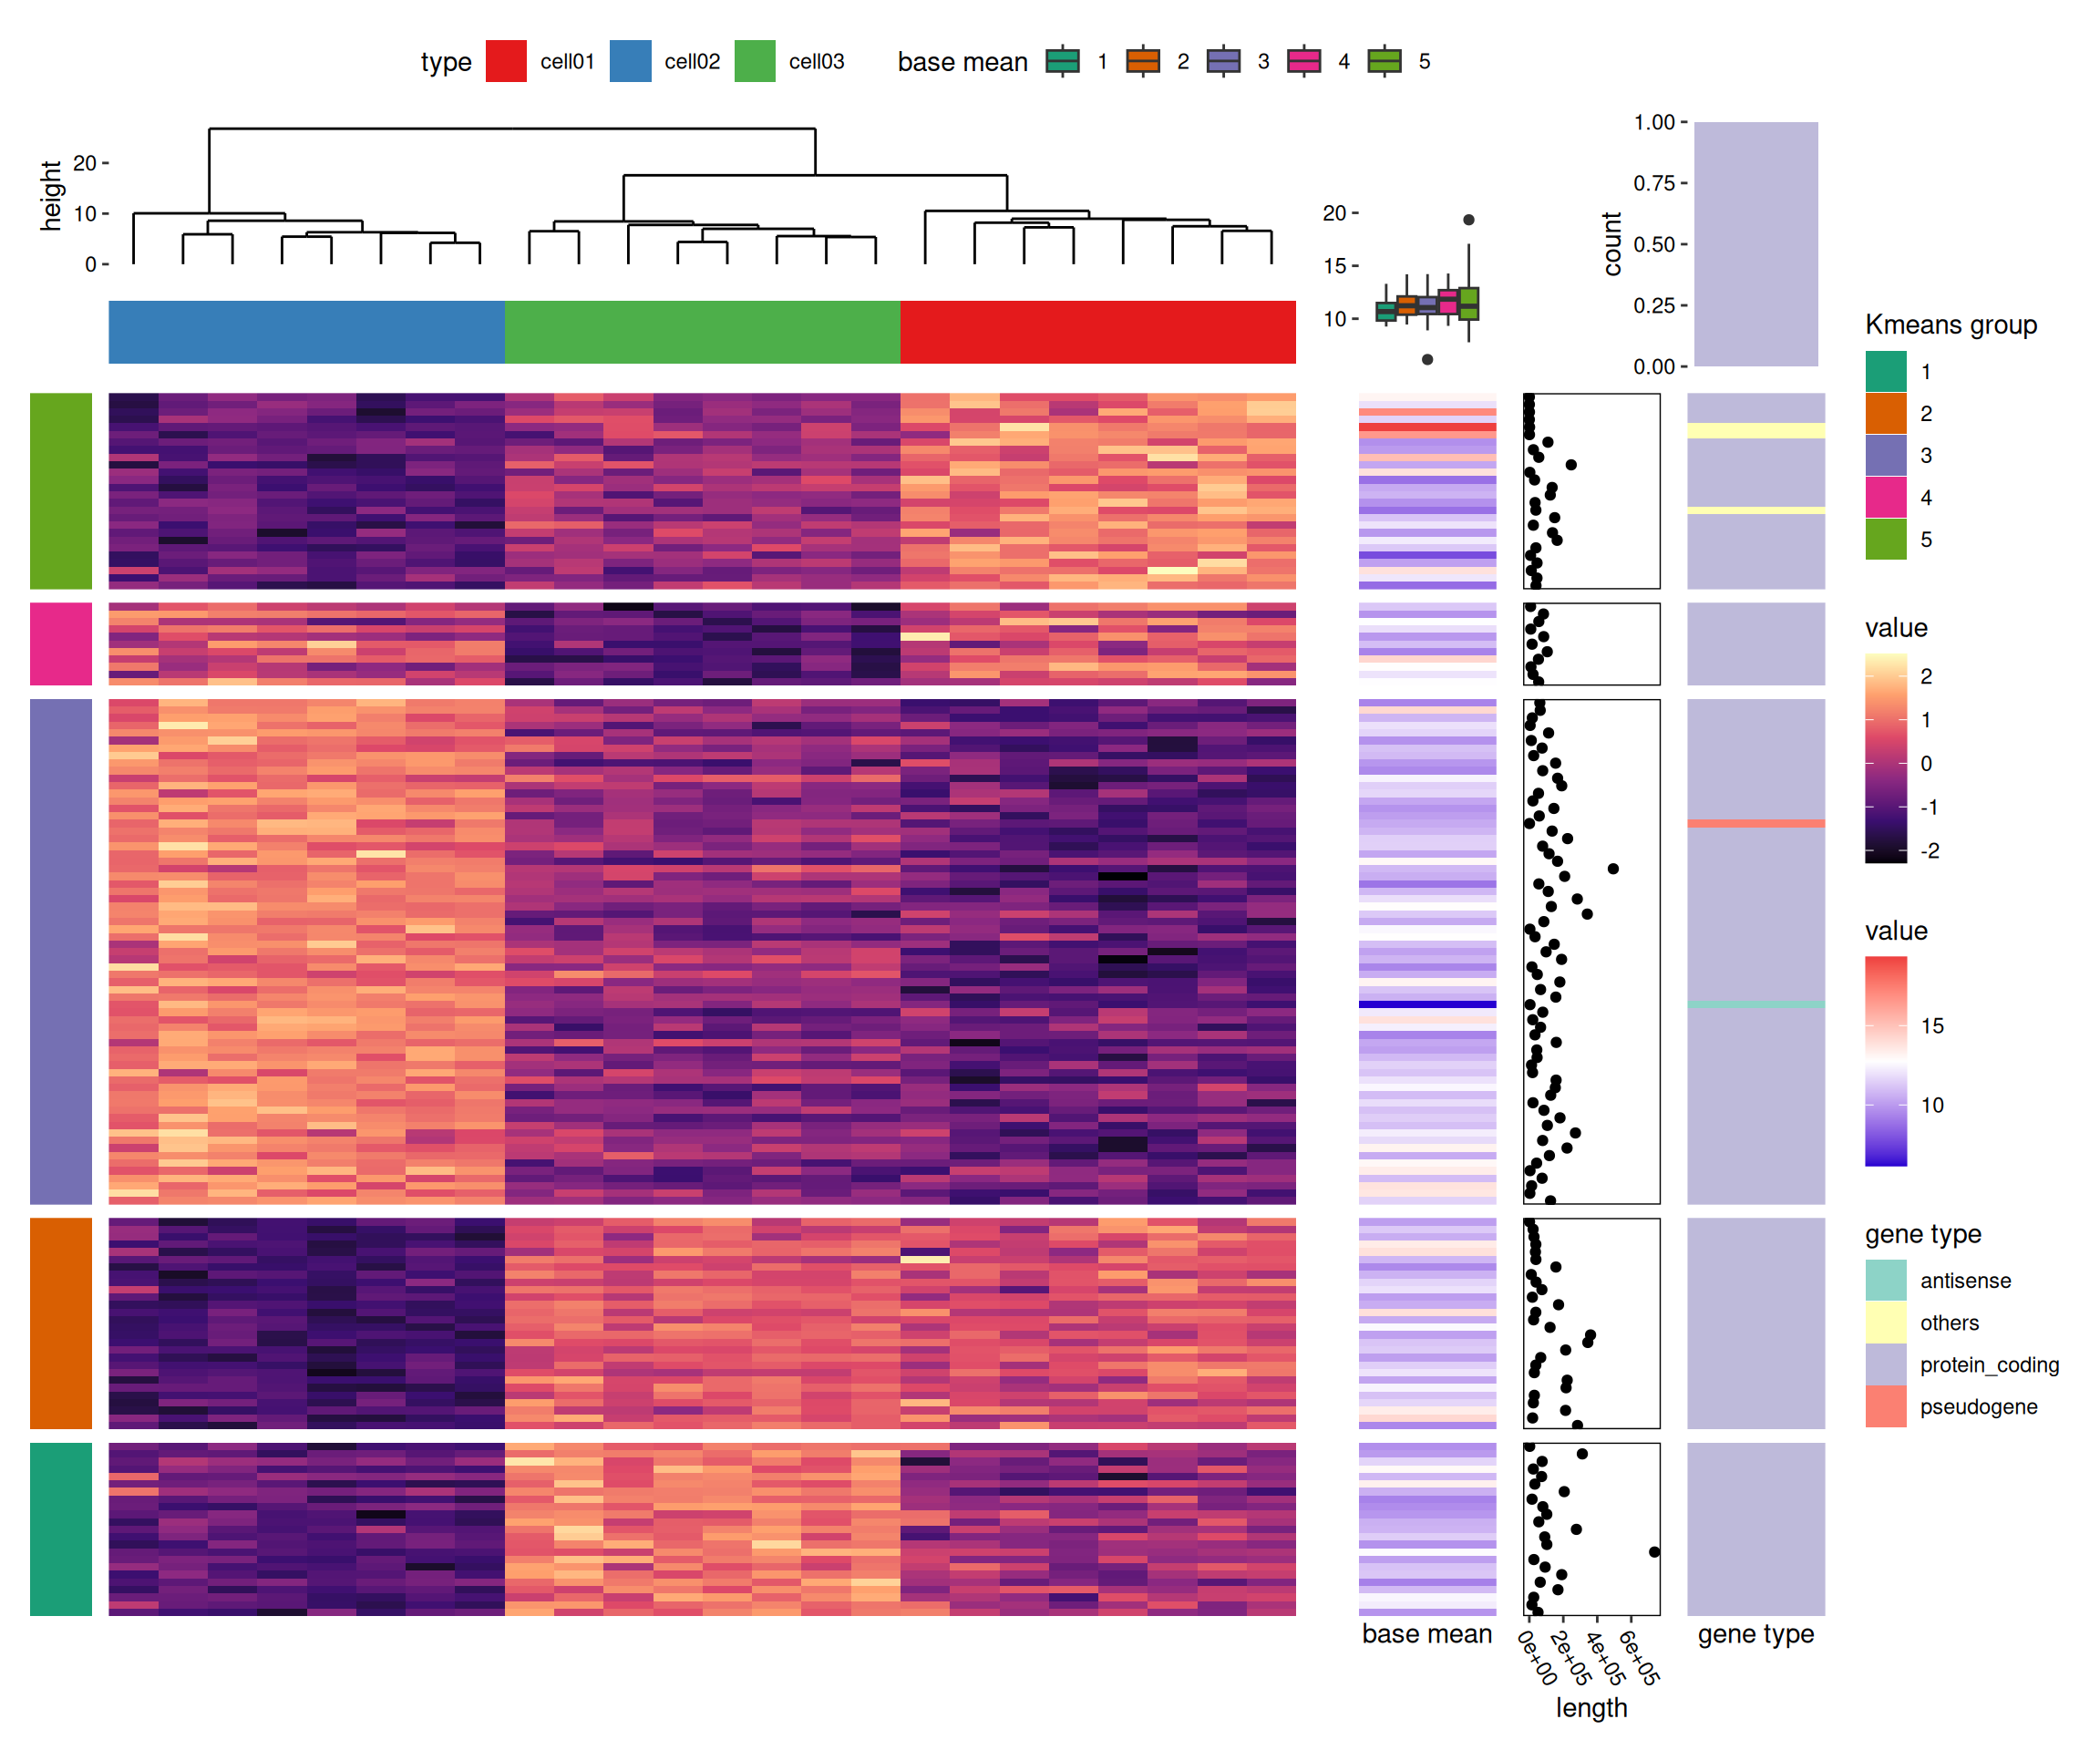 type cell01 cell02 cell03 base mean 1 2 3 4 5
height
20
10
0
20
15
10
count
1.00
0.75
0.50
0.25
0.00
Kmeans group
1
2
3
4
5
value
2
1
0
-1
-2
value
15
10
gene type
antisense
others
protein_coding
pseudogene
base mean
0e+00
2e+05
4e+05
6e+05
length
gene type